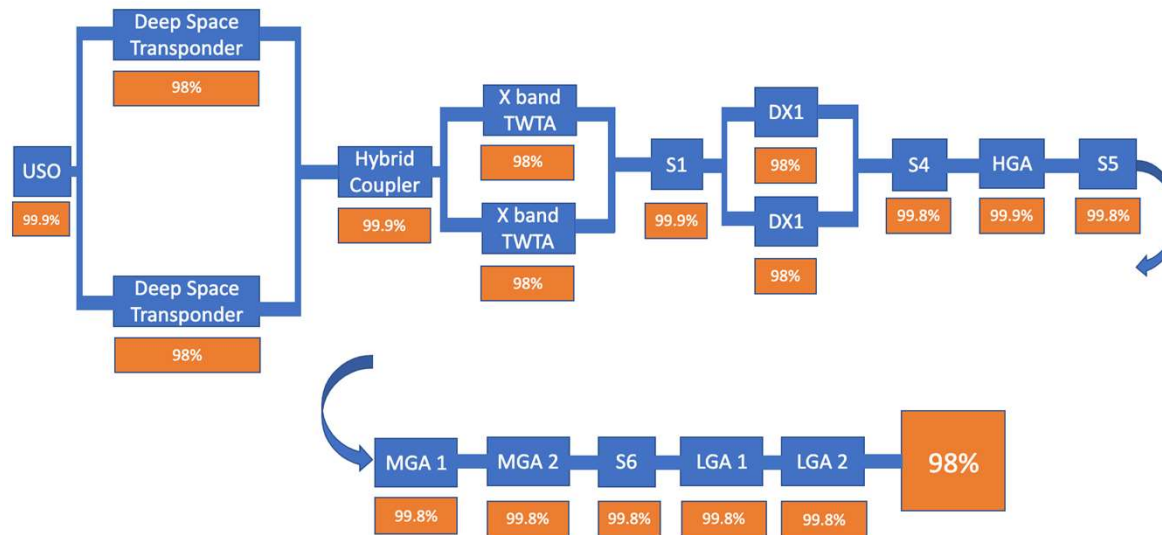 Deep Space
Transponder
98%
USO
99.9%
Deep Space
Transponder
98%
Hybrid
Coupler
99.9%
X band
TWTA
98%
X band
TWTA
98%
S1
99.9%
DX1
98%
DX1
98%
S4
99.8%
HGA
99.9%
S5
99.8%
MGA 1
99.8%
MGA 2
99.8%
S6
99.8%
LGA 1
99.8%
LGA 2
99.8%
98%